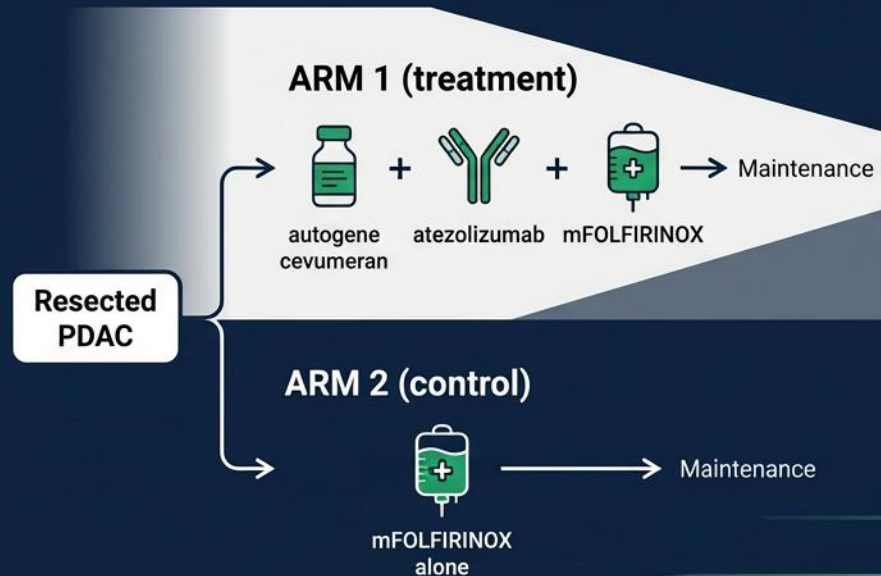 ARM 1 (treatment)
+
+
Maintenance
autogene
cevumeran
atezolizumab
mFOLFIRINOX
Resected
PDAC
ARM 2 (control)
Maintenance
mFOLFIRINOX
alone